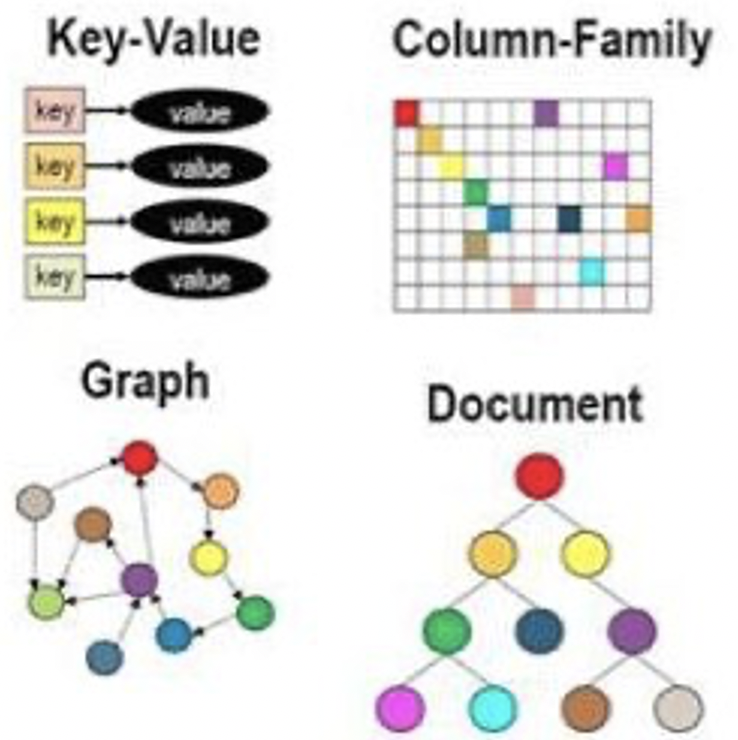 Key-Value
key value
key value
key value
key value
Column-Family
Graph
Document